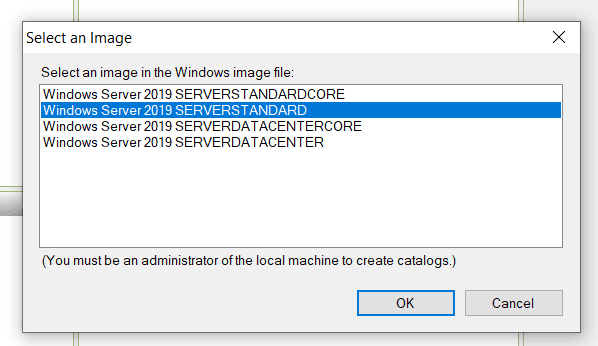 Select an Image
Select an image in the Windows image file:
Windows Server 2019 SERVERSTANDARDCORE
Windows Server 2019 SERVERSTANDARD
Windows Server 2019 SERVERDATACENTERCORE
Windows Server 2019 SERVERDATACENTER
(You must be an administrator of the local machine to create catalogs.)
OK
Cancel